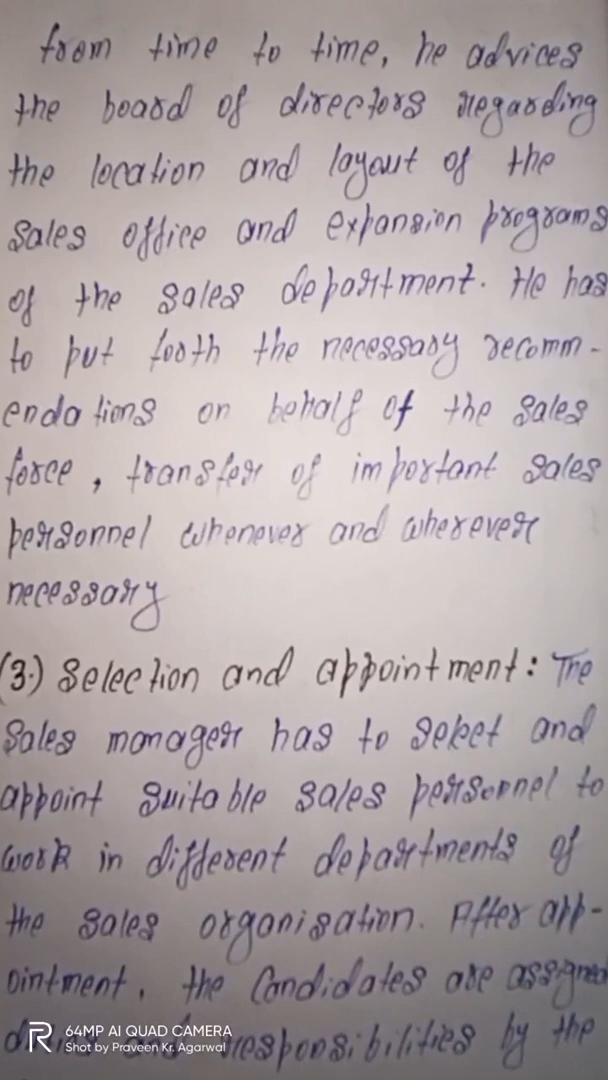 from time to time, he advices
the board of directors regarding
the location and layout of the
sales office and expansion programs
of the sales department. He has
to put forth the necessary recomm-
endations on behalf of the sales
force, transfer of important sales
personnel whenever and wherever
necessary
(3.) Selection and appointment: The
Sales manager has to select and
appoint suitable sales personnel to
work in different departments of
the sales organisation. After app-
ointment, the Candidates are assigned
responsibilities by the
64MP AI QUAD CAMERA
Shot by Praveen Kr. Agarwal